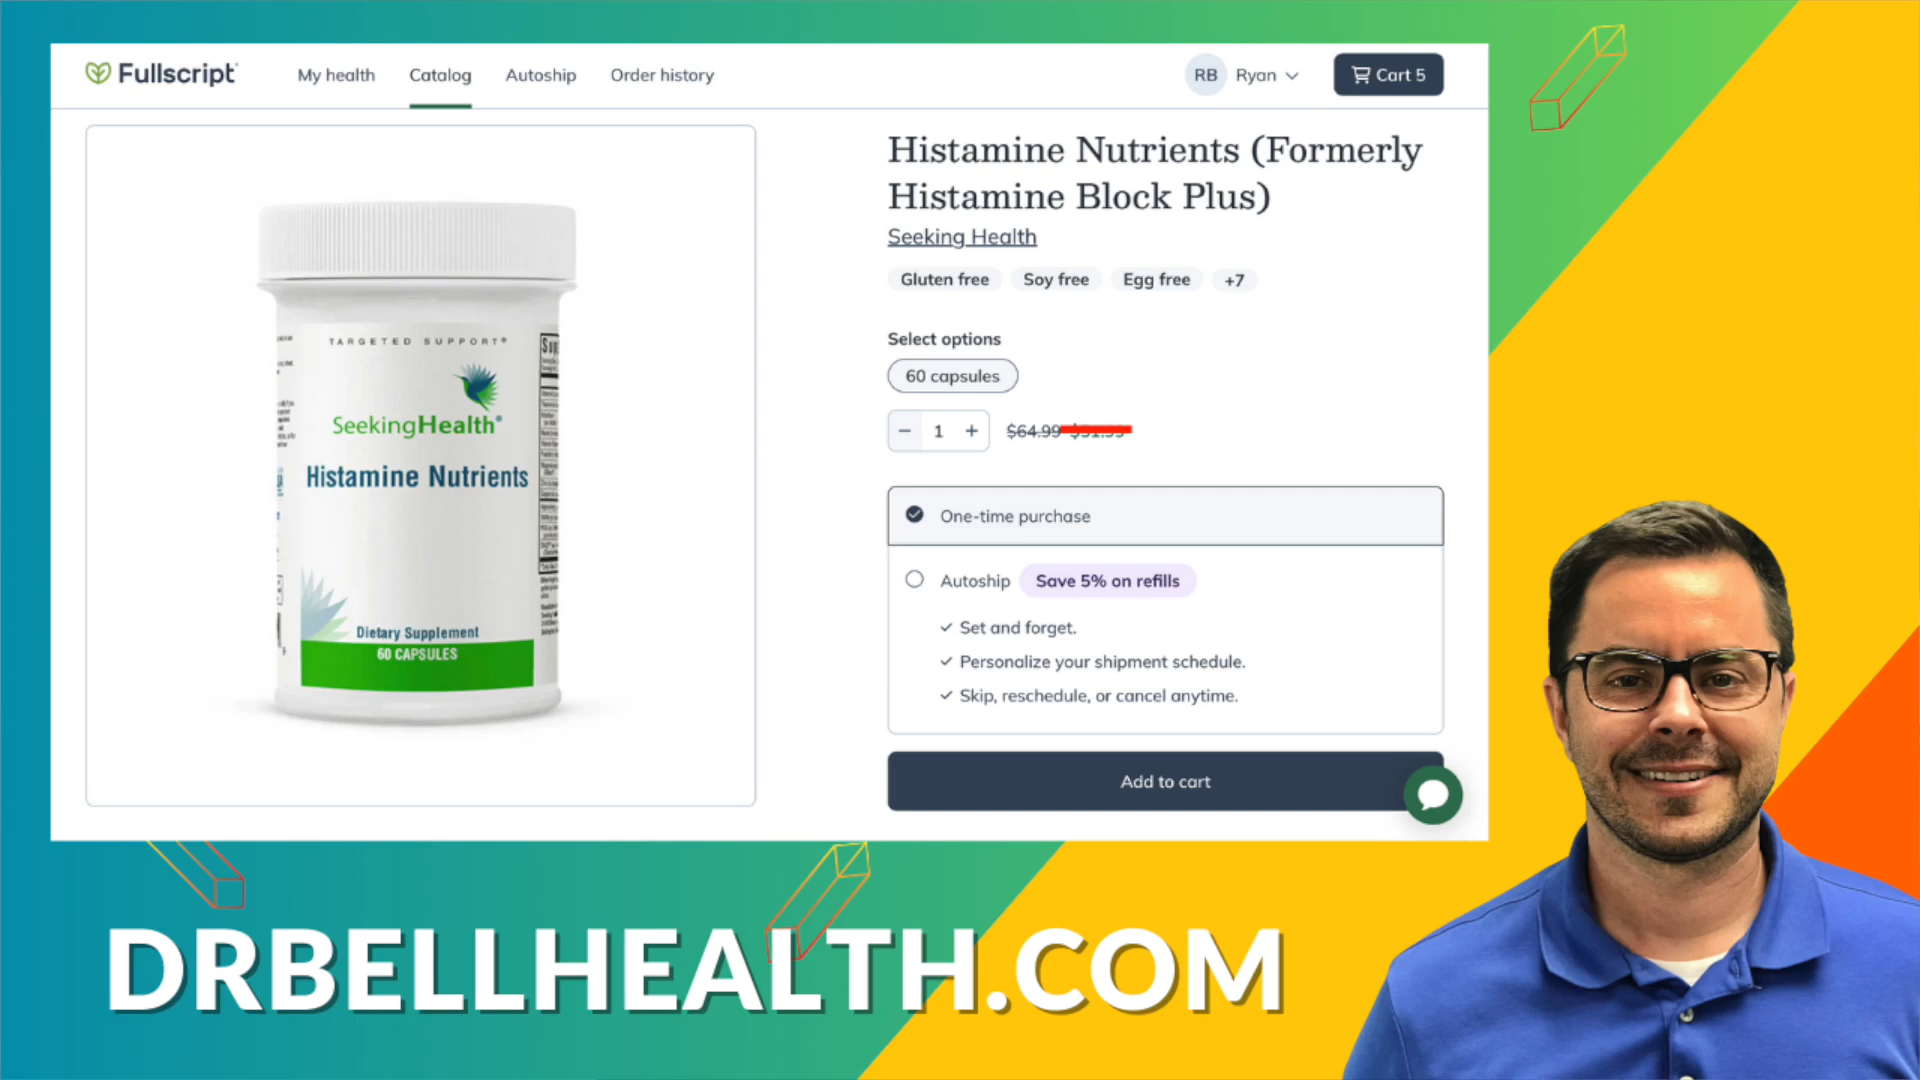 Fullscript
My health Catalog Autoship Order history
RB Ryan Cart 5
Histamine Nutrients (Formerly
Histamine Block Plus)
Seeking Health
Gluten free Soy free Egg free +7
Select options
60 capsules
− 1 + $64.99
One-time purchase
Autoship Save 5% on refills
Set and forget.
Personalize your shipment schedule.
Skip, reschedule, or cancel anytime.
Add to cart
TARGETED SUPPORT®
SeekingHealth®
Histamine Nutrients
Dietary Supplement
60 CAPSULES
DRBELLHEALTH.COM